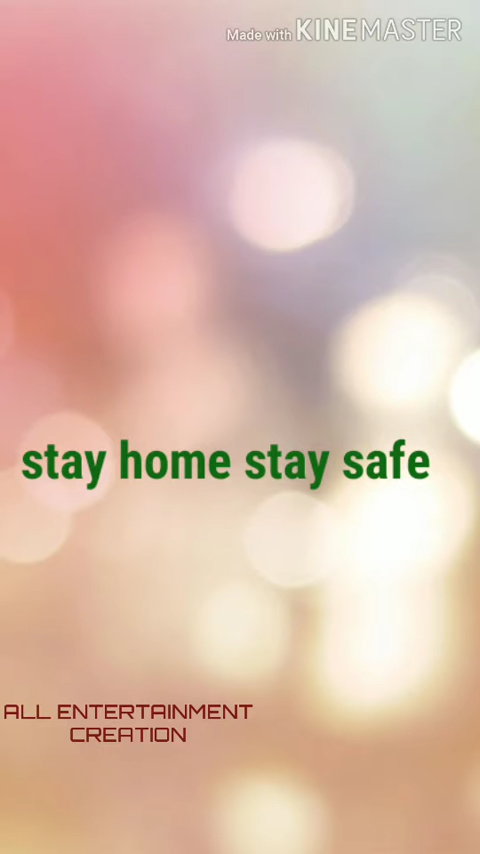 Made with KINEMASTER
stay home stay safe
ALL ENTERTAINMENT
CREATION